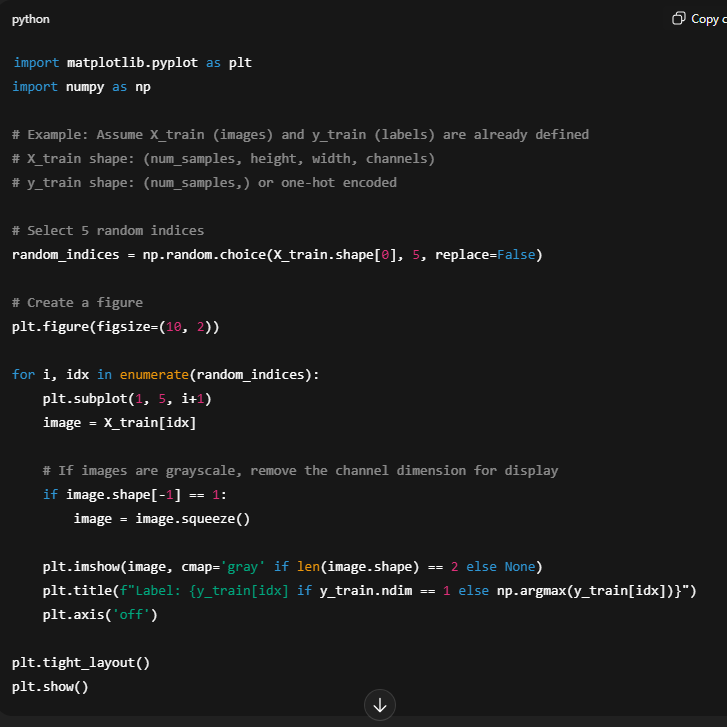 python
Copy c
import matplotlib.pyplot as plt
import numpy as np
# Example: Assume X_train (images) and y_train (labels) are already defined
# X_train shape: (num_samples, height, width, channels)
# y_train shape: (num_samples,) or one-hot encoded
# Select 5 random indices
random_indices = np.random.choice(X_train.shape[0], 5, replace=False)
# Create a figure
plt.figure(figsize=(10, 2))
for i, idx in enumerate(random_indices):
    plt.subplot(1, 5, i+1)
    image = X_train[idx]
    # If images are grayscale, remove the channel dimension for display
    if image.shape[-1] == 1:
        image = image.squeeze()
    plt.imshow(image, cmap='gray' if len(image.shape) == 2 else None)
    plt.title(f"Label: {y_train[idx] if y_train.ndim == 1 else np.argmax(y_train[idx])}")
    plt.axis('off')
plt.tight_layout()
plt.show()